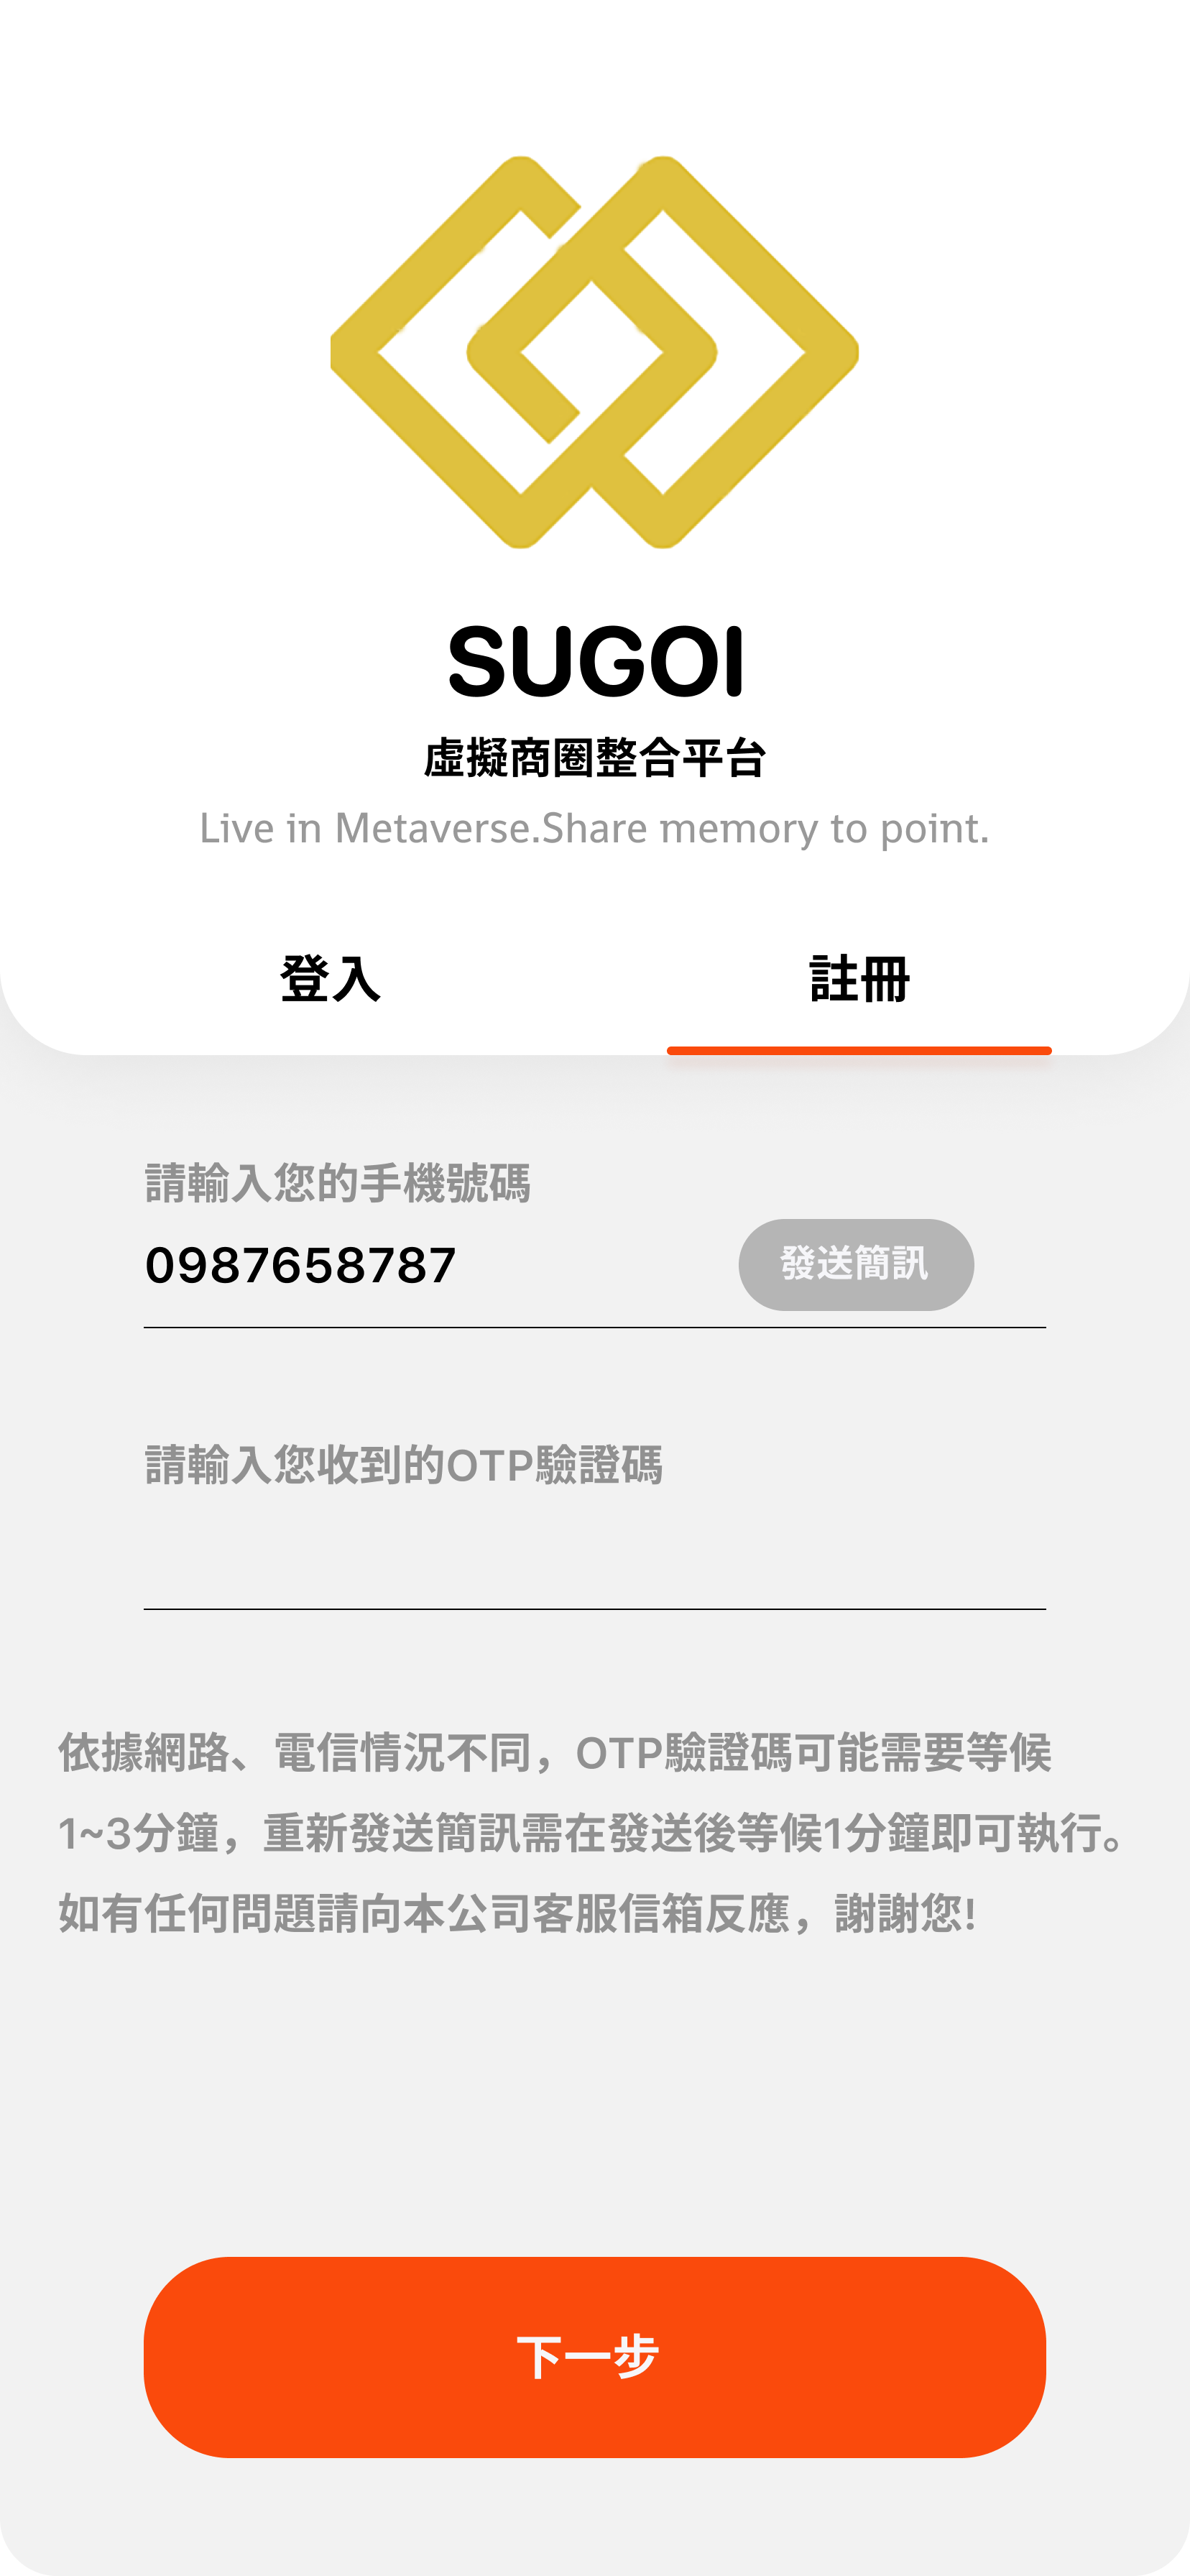 SUGOI
虛擬商圈整合平台
Live in Metaverse.Share memory to point.
登入 註冊
請輸入您的手機號碼
0987658787 發送簡訊
請輸入您收到的OTP驗證碼
依據網路、電信情況不同，OTP驗證碼可能需要等候
1~3分鐘，重新發送簡訊需在發送後等候1分鐘即可執行。
如有任何問題請向本公司客服信箱反應，謝謝您!
下一步